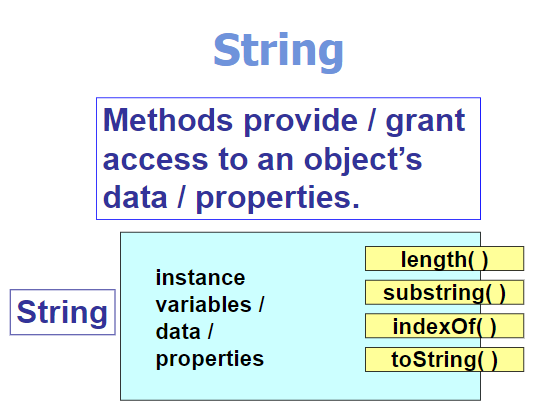 String
Methods provide / grant
access to an object’s
data / properties.
String
instance
variables /
data /
properties
length( )
substring( )
indexOf( )
toString( )